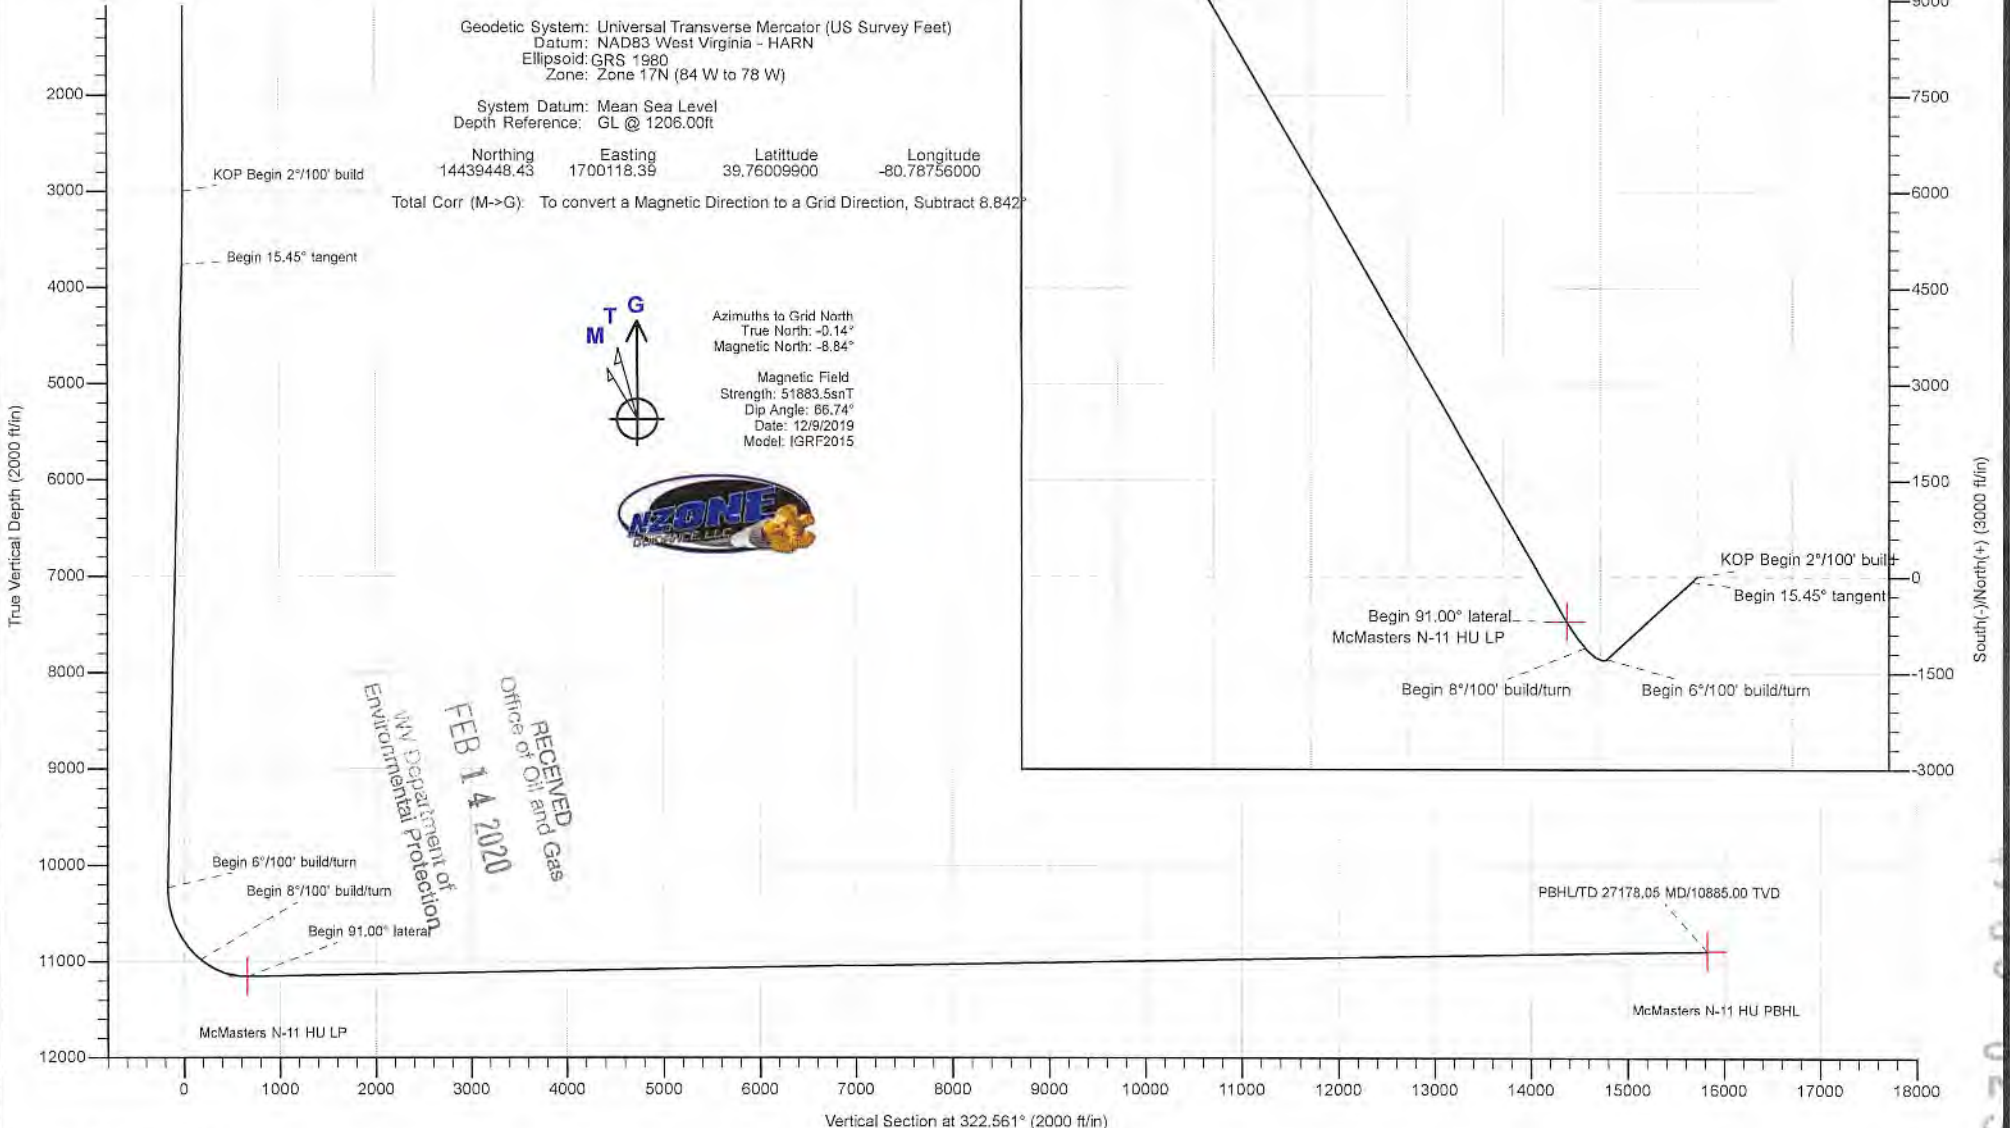 Geodetic System: Universal Transverse Mercator (US Survey Feet)
Datum: NAD83 West Virginia - HARN
Ellipsoid: GRS 1980
Zone: Zone 17N (84 W to 78 W)
System Datum: Mean Sea Level
Depth Reference: GL @ 1206.00ft
Northing Easting Latittude Longitude
14439448.43 1700118.39 39.76009900 -80.78756000
Total Corr (M->G): To convert a Magnetic Direction to a Grid Direction, Subtract 8.842°
KOP Begin 2°/100' build
Begin 15.45° tangent
M T G
Azimuths to Grid North
True North: -0.14°
Magnetic North: -8.84°
Magnetic Field
Strength: 51883.5snT
Dip Angle: 66.74°
Date: 12/9/2019
Model: IGRF2015
NZONE
GUIDANCE, LLC
RECEIVED
Office of Oil and Gas
FEB 14 2020
WV Department of
Environmental Protection
Begin 6°/100' build/turn
Begin 8°/100' build/turn
Begin 91.00° lateral
McMasters N-11 HU LP
PBHL/TD 27178.05 MD/10885.00 TVD
McMasters N-11 HU PBHL
True Vertical Depth (2000 ft/in)
2000
3000
4000
5000
6000
7000
8000
9000
10000
11000
12000
0 1000 2000 3000 4000 5000 6000 7000 8000 9000 10000 11000 12000 13000 14000 15000 16000 17000 18000
Vertical Section at 322.561° (2000 ft/in)
KOP Begin 2°/100' build
Begin 15.45° tangent
Begin 91.00° lateral
McMasters N-11 HU LP
Begin 8°/100' build/turn
Begin 6°/100' build/turn
9000
7500
6000
4500
3000
1500
0
-1500
-3000
South(-)/North(+) (3000 ft/in)